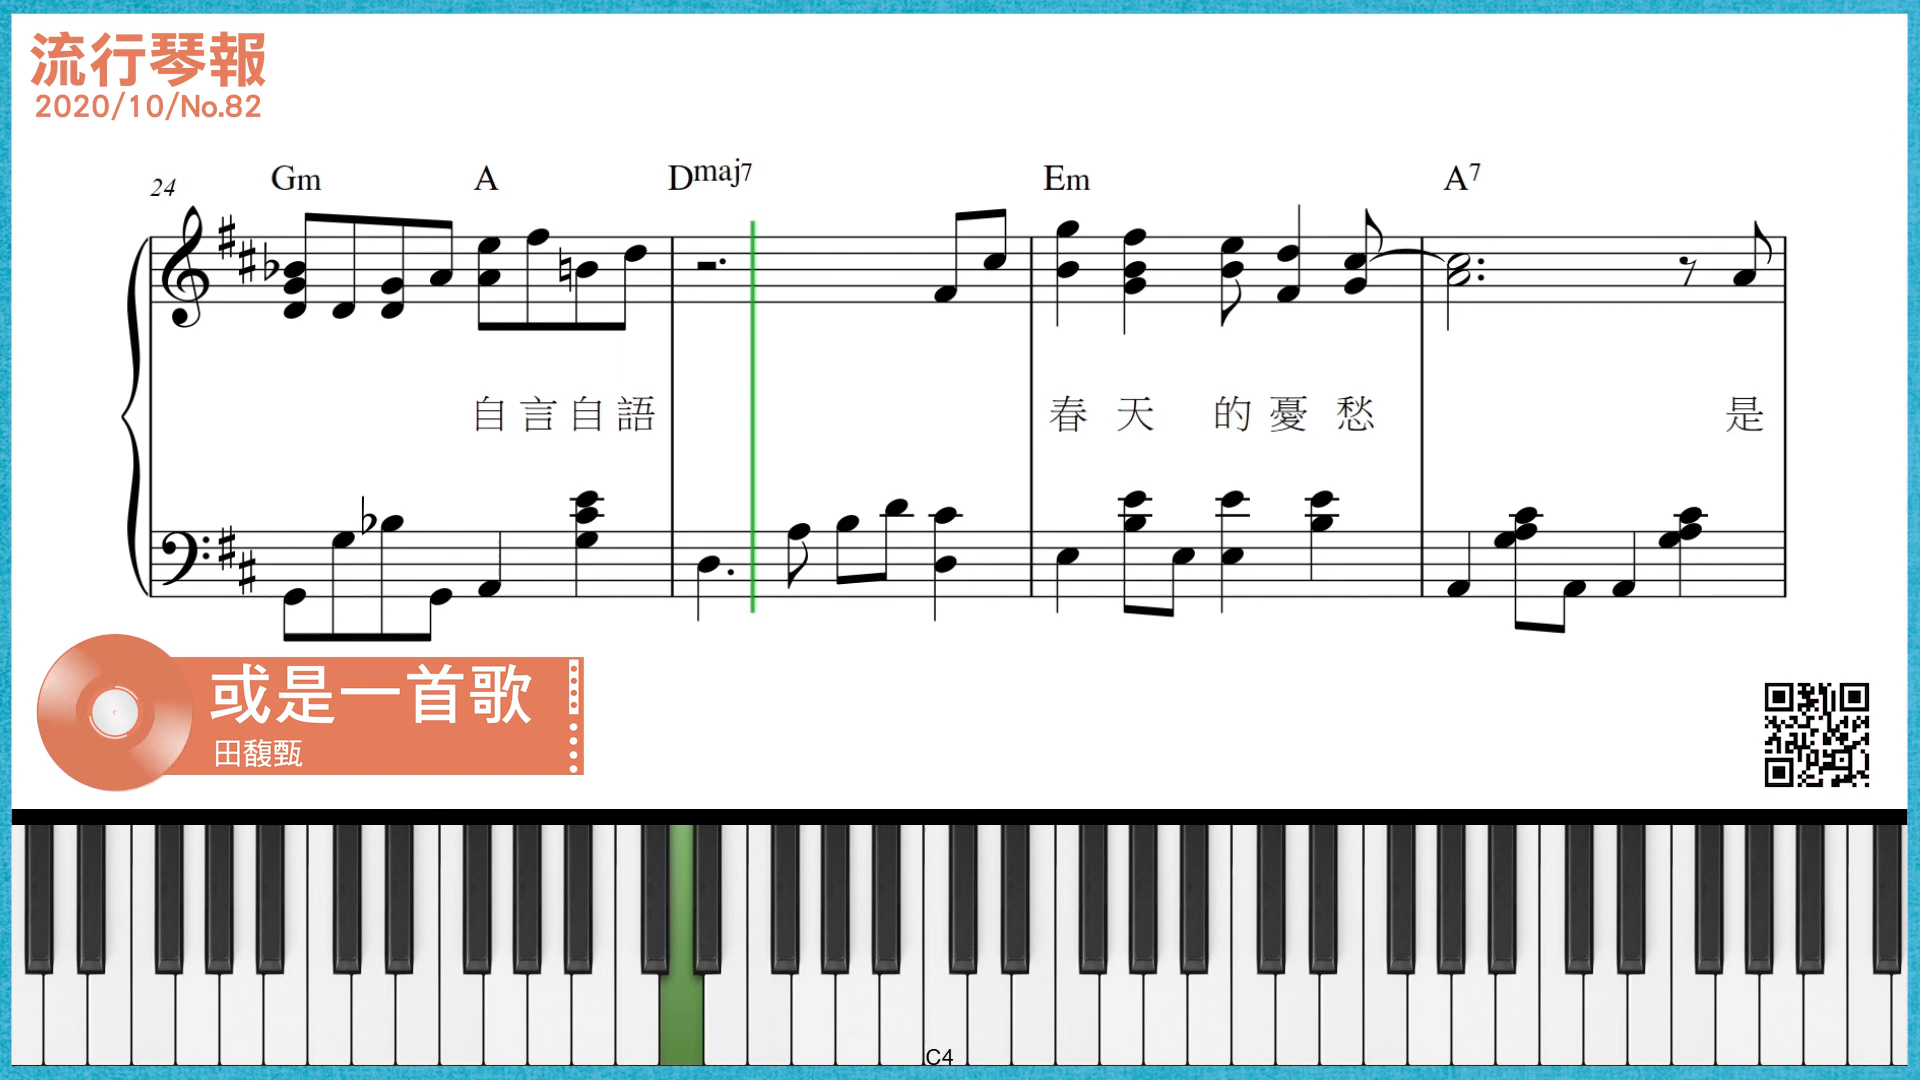 流行琴報
2020/10/No.82
24 Gm A Dmaj7 Em A7
自言自語 春天 的憂愁 是
或是一首歌
田馥甄
C4